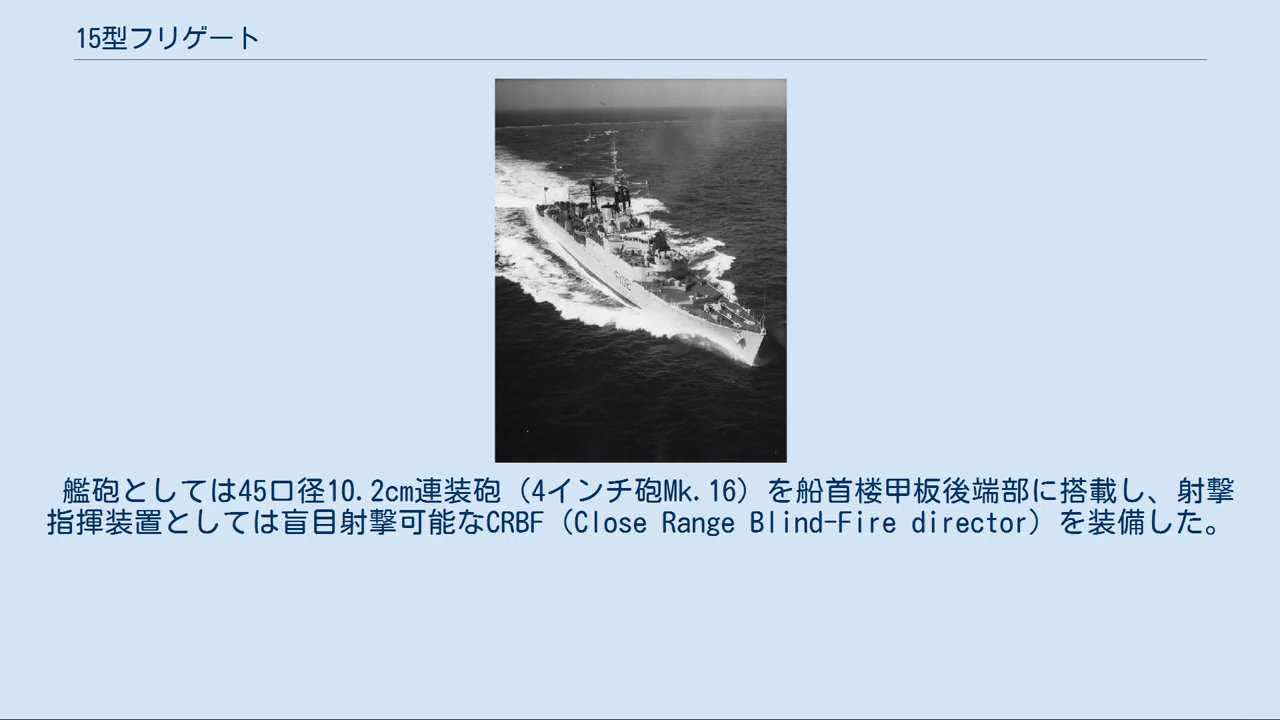 15型フリゲート
艦砲としては45口径10.2cm連装砲（4インチ砲Mk.16）を船首楼甲板後端部に搭載し、射撃
指揮装置としては盲目射撃可能なCRBF（Close Range Blind-Fire director）を装備した。